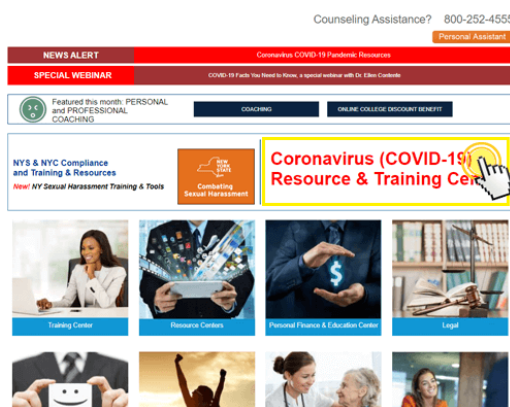 Counseling Assistance? 800-252-4555
Personal Assistant
NEWS ALERT
Coronavirus COVID-19 Pandemic Resources
SPECIAL WEBINAR
COVID-19 Facts You Need to Know, a special webinar with Dr. Ellen Contente
Featured this month: PERSONAL
and PROFESSIONAL
COACHING
COACHING
ONLINE COLLEGE DISCOUNT BENEFIT
NYS & NYC Compliance
and Training & Resources
New! NY Sexual Harassment Training & Tools
NEW
YORK
STATE
Combating
Sexual Harassment
Coronavirus (COVID-19)
Resource & Training
Training Center
Resource Centers
Personal Finance & Education Center
Legal